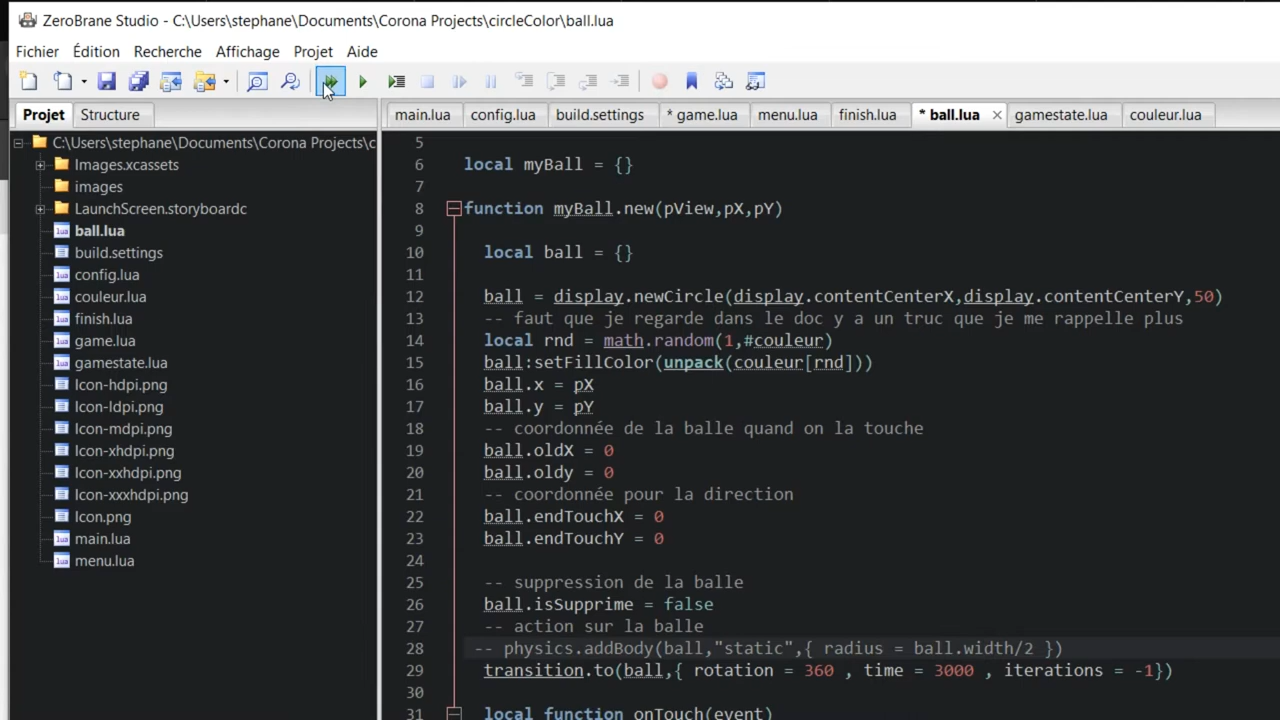 ZeroBrane Studio - C:\Users\stephane\Documents\Corona Projects\circleColor\ball.lua
Fichier Édition Recherche Affichage Projet Aide
Projet Structure
main.lua config.lua build.settings * game.lua menu.lua finish.lua * ball.lua gamestate.lua couleur.lua
C:\Users\stephane\Documents\Corona Projects\c
Images.xcassets
images
LaunchScreen.storyboardc
ball.lua
build.settings
config.lua
couleur.lua
finish.lua
game.lua
gamestate.lua
Icon-hdpi.png
Icon-ldpi.png
Icon-mdpi.png
Icon-xhdpi.png
Icon-xxhdpi.png
Icon-xxxhdpi.png
Icon.png
main.lua
menu.lua
5
6 local myBall = {}
7
8 function myBall.new(pView,pX,pY)
9
10 local ball = {}
11
12 ball = display.newCircle(display.contentCenterX,display.contentCenterY,50)
13 -- faut que je regarde dans le doc y a un truc que je me rappelle plus
14 local rnd = math.random(1,#couleur)
15 ball:setFillColor(unpack(couleur[rnd]))
16 ball.x = pX
17 ball.y = pY
18 -- coordonnée de la balle quand on la touche
19 ball.oldX = 0
20 ball.oldy = 0
21 -- coordonnée pour la direction
22 ball.endTouchX = 0
23 ball.endTouchY = 0
24
25 -- suppression de la balle
26 ball.isSupprime = false
27 -- action sur la balle
28 -- physics.addBody(ball,"static",{ radius = ball.width/2 })
29 transition.to(ball,{ rotation = 360 , time = 3000 , iterations = -1})
30
31 local function onTouch(event)